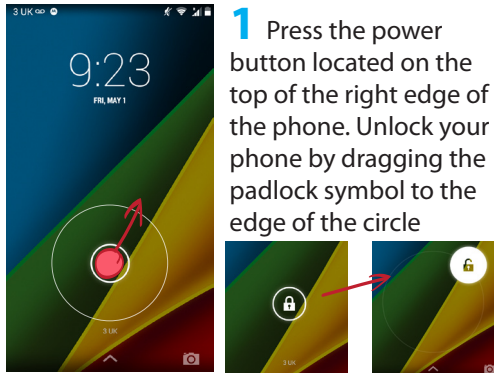 3 UK
9:23
FRI, MAY 1
3 UK
1 Press the power
button located on the
top of the right edge of
the phone. Unlock your
phone by dragging the
padlock symbol to the
edge of the circle
3 UK